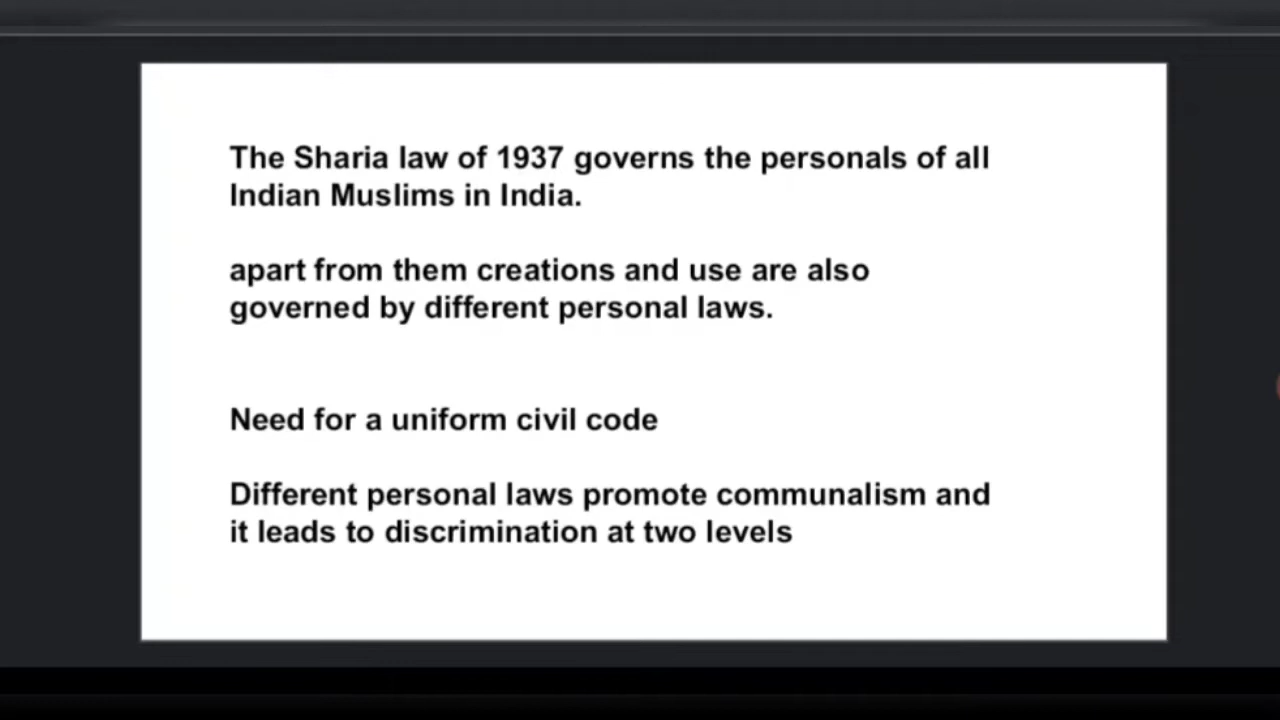 The Sharia law of 1937 governs the personals of all
Indian Muslims in India.
apart from them creations and use are also
governed by different personal laws.
Need for a uniform civil code
Different personal laws promote communalism and
it leads to discrimination at two levels